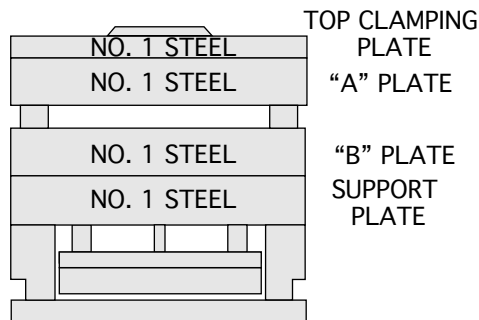 TOP CLAMPING
PLATE
NO. 1 STEEL
NO. 1 STEEL
“A” PLATE
NO. 1 STEEL
“B” PLATE
NO. 1 STEEL
SUPPORT
PLATE